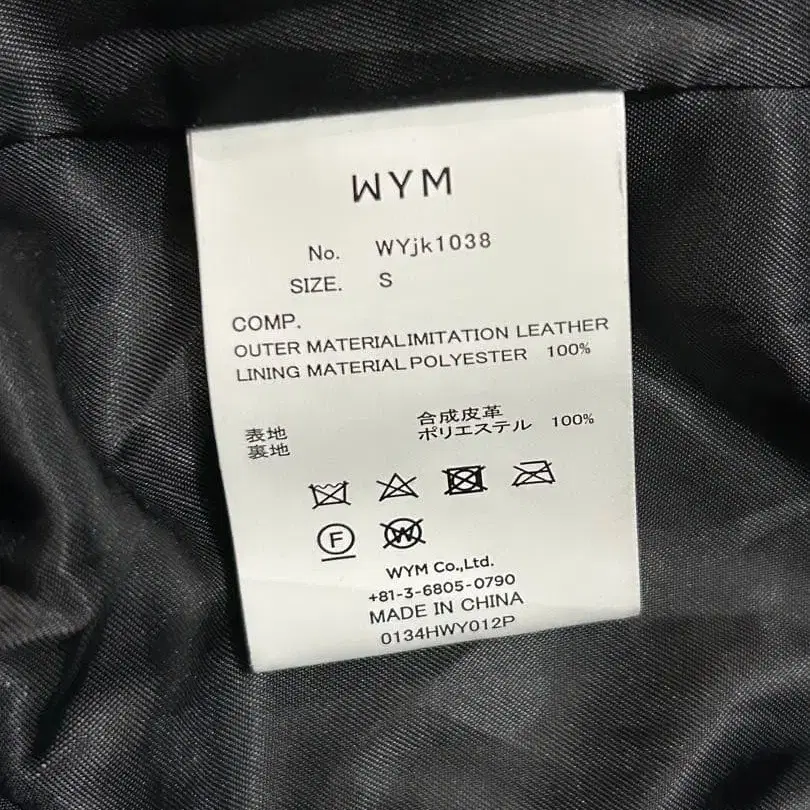 WYM
No. WYjk1038
SIZE. S
COMP.
OUTER MATERIALIMITATION LEATHER
LINING MATERIAL POLYESTER 100%
表地 合成皮革
裏地 ポリエステル 100%
F W
WYM Co.,Ltd.
+81-3-6805-0790
MADE IN CHINA
0134HWY012P